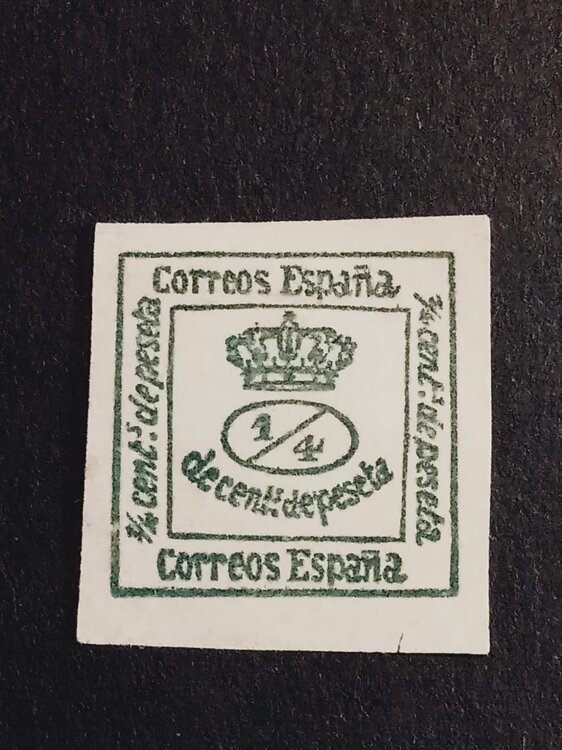 Correos España
1/4 cent.s de peseta
1/4 cent.s de peseta
1/4
de cent.s de peseta
Correos España